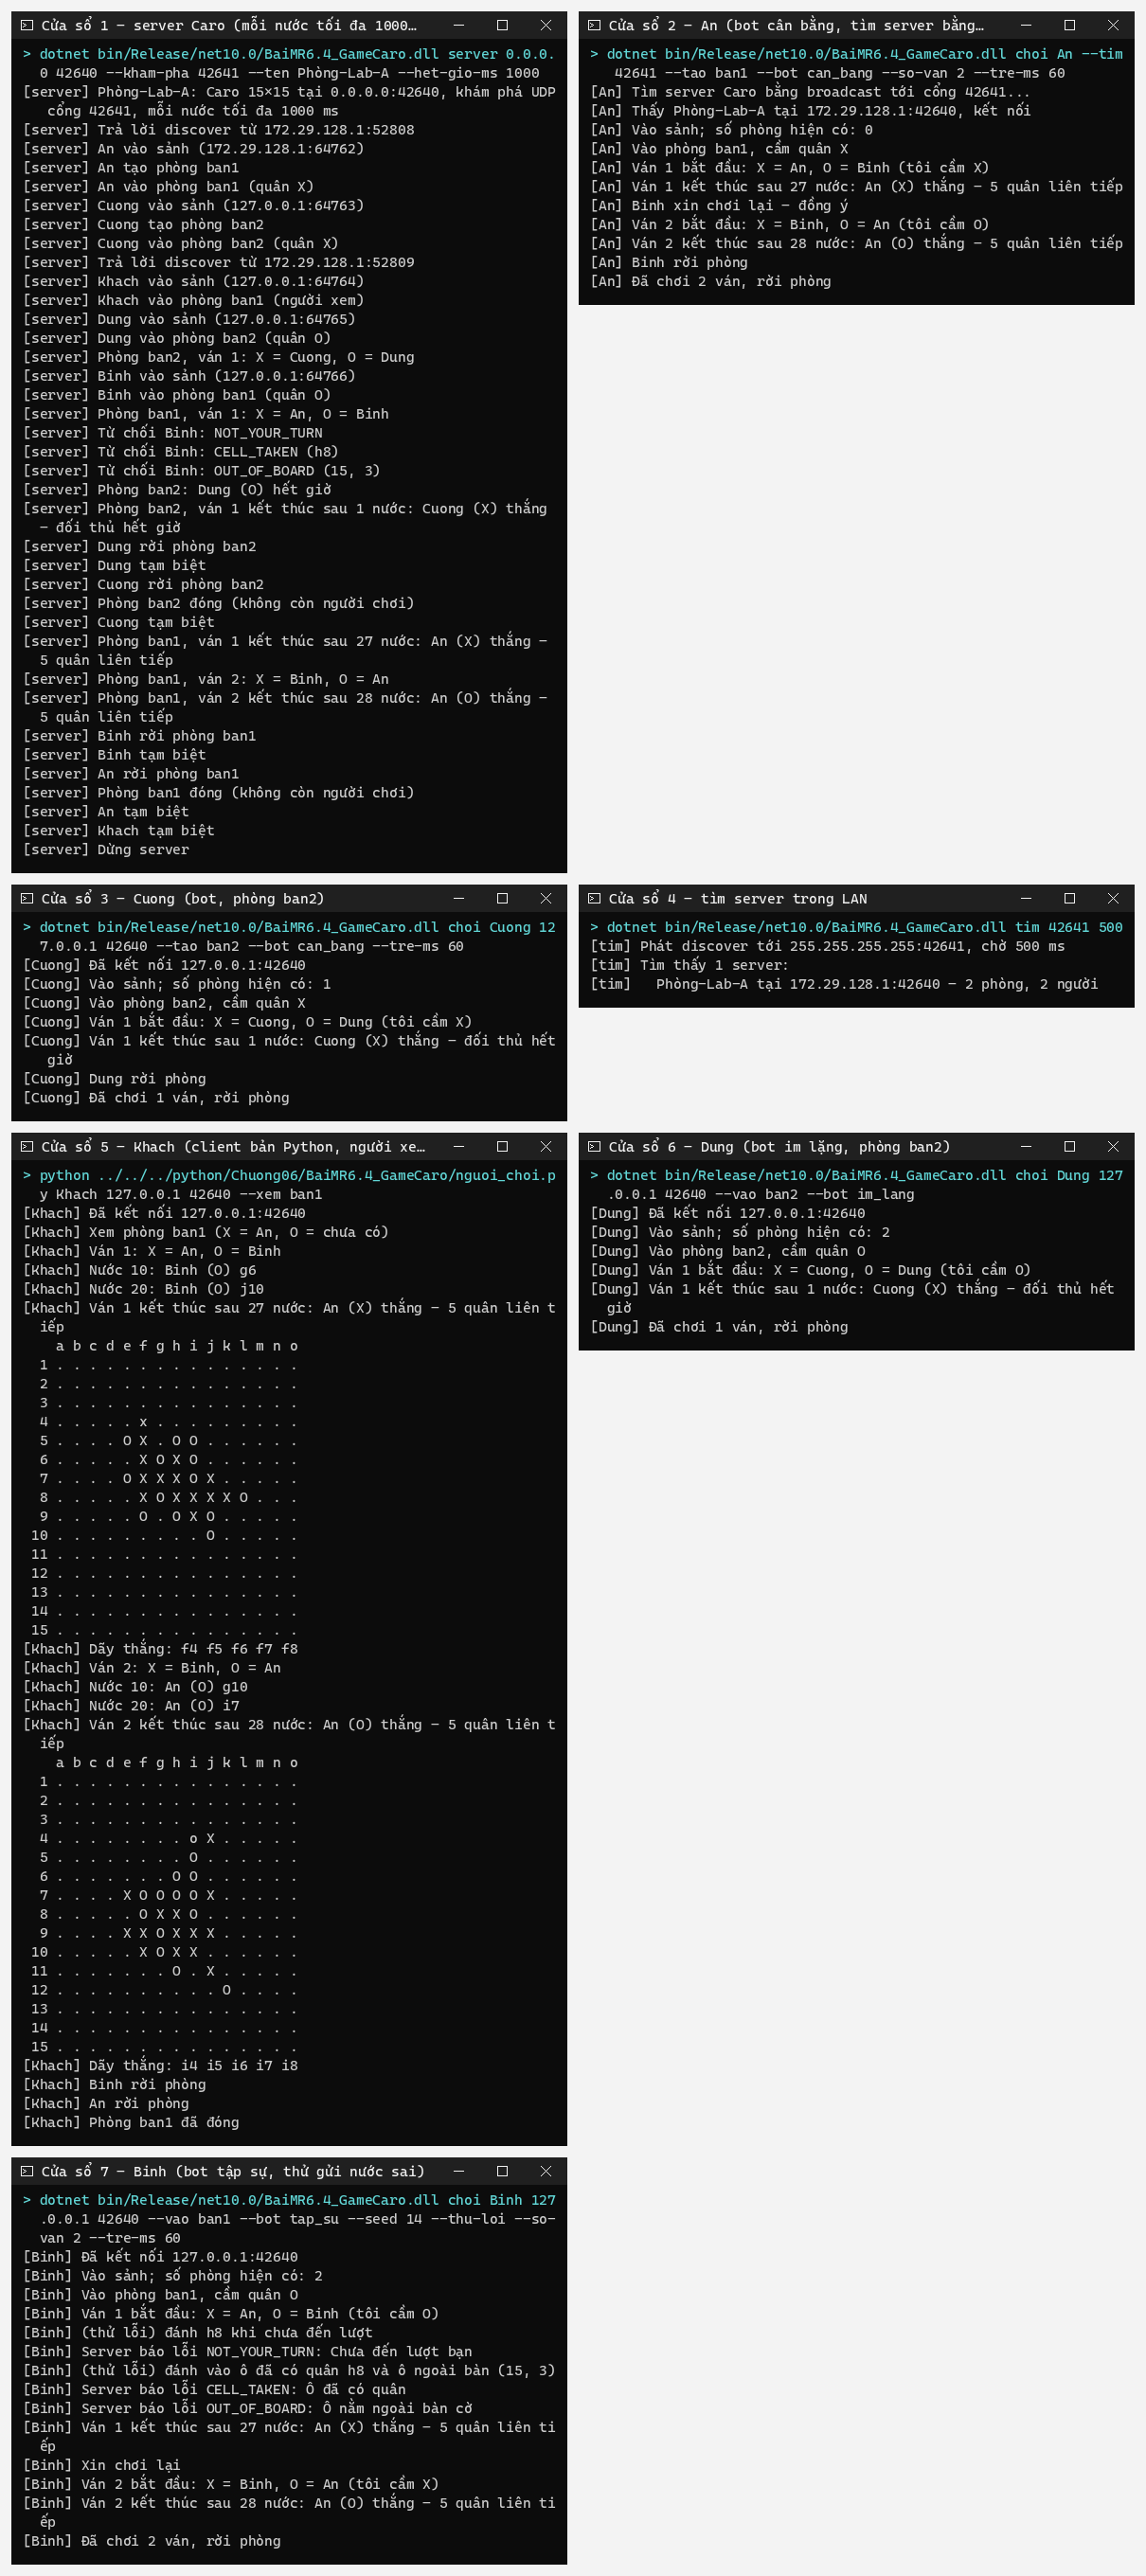 Cửa sổ 1 — server Caro (mỗi nước tối đa 1000…
> dotnet bin/Release/net10.0/BaiMR6.4_GameCaro.dll server 0.0.0.
0 42640 --kham-pha 42641 --ten Phòng-Lab-A --het-gio-ms 1000
[server] Phòng-Lab-A: Caro 15×15 tại 0.0.0.0:42640, khám phá UDP
cổng 42641, mỗi nước tối đa 1000 ms
[server] Trả lời discover từ 172.29.128.1:52808
[server] An vào sảnh (172.29.128.1:64762)
[server] An tạo phòng ban1
[server] An vào phòng ban1 (quân X)
[server] Cuong vào sảnh (127.0.0.1:64763)
[server] Cuong tạo phòng ban2
[server] Cuong vào phòng ban2 (quân X)
[server] Trả lời discover từ 172.29.128.1:52809
[server] Khach vào sảnh (127.0.0.1:64764)
[server] Khach vào phòng ban1 (người xem)
[server] Dung vào sảnh (127.0.0.1:64765)
[server] Dung vào phòng ban2 (quân O)
[server] Phòng ban2, ván 1: X = Cuong, O = Dung
[server] Binh vào sảnh (127.0.0.1:64766)
[server] Binh vào phòng ban1 (quân O)
[server] Phòng ban1, ván 1: X = An, O = Binh
[server] Từ chối Binh: NOT_YOUR_TURN
[server] Từ chối Binh: CELL_TAKEN (h8)
[server] Từ chối Binh: OUT_OF_BOARD (15, 3)
[server] Phòng ban2: Dung (O) hết giờ
[server] Phòng ban2, ván 1 kết thúc sau 1 nước: Cuong (X) thắng
— đối thủ hết giờ
[server] Dung rời phòng ban2
[server] Dung tạm biệt
[server] Cuong rời phòng ban2
[server] Phòng ban2 đóng (không còn người chơi)
[server] Cuong tạm biệt
[server] Phòng ban1, ván 1 kết thúc sau 27 nước: An (X) thắng —
5 quân liên tiếp
[server] Phòng ban1, ván 2: X = Binh, O = An
[server] Phòng ban1, ván 2 kết thúc sau 28 nước: An (O) thắng —
5 quân liên tiếp
[server] Binh rời phòng ban1
[server] Binh tạm biệt
[server] An rời phòng ban1
[server] Phòng ban1 đóng (không còn người chơi)
[server] An tạm biệt
[server] Khach tạm biệt
[server] Dừng server
Cửa sổ 2 — An (bot cân bằng, tìm server bằng…
> dotnet bin/Release/net10.0/BaiMR6.4_GameCaro.dll choi An --tim
42641 --tao ban1 --bot can_bang --so-van 2 --tre-ms 60
[An] Tìm server Caro bằng broadcast tới cổng 42641...
[An] Thấy Phòng-Lab-A tại 172.29.128.1:42640, kết nối
[An] Vào sảnh; số phòng hiện có: 0
[An] Vào phòng ban1, cầm quân X
[An] Ván 1 bắt đầu: X = An, O = Binh (tôi cầm X)
[An] Ván 1 kết thúc sau 27 nước: An (X) thắng — 5 quân liên tiếp
[An] Binh xin chơi lại — đồng ý
[An] Ván 2 bắt đầu: X = Binh, O = An (tôi cầm O)
[An] Ván 2 kết thúc sau 28 nước: An (O) thắng — 5 quân liên tiếp
[An] Binh rời phòng
[An] Đã chơi 2 ván, rời phòng
Cửa sổ 3 — Cuong (bot, phòng ban2)
> dotnet bin/Release/net10.0/BaiMR6.4_GameCaro.dll choi Cuong 12
7.0.0.1 42640 --tao ban2 --bot can_bang --tre-ms 60
[Cuong] Đã kết nối 127.0.0.1:42640
[Cuong] Vào sảnh; số phòng hiện có: 1
[Cuong] Vào phòng ban2, cầm quân X
[Cuong] Ván 1 bắt đầu: X = Cuong, O = Dung (tôi cầm X)
[Cuong] Ván 1 kết thúc sau 1 nước: Cuong (X) thắng — đối thủ hết
giờ
[Cuong] Dung rời phòng
[Cuong] Đã chơi 1 ván, rời phòng
Cửa sổ 4 — tìm server trong LAN
> dotnet bin/Release/net10.0/BaiMR6.4_GameCaro.dll tim 42641 500
[tim] Phát discover tới 255.255.255.255:42641, chờ 500 ms
[tim] Tìm thấy 1 server:
[tim]   Phòng-Lab-A tại 172.29.128.1:42640 — 2 phòng, 2 người
Cửa sổ 5 — Khach (client bản Python, người xe…
> python ../../../python/Chuong06/BaiMR6.4_GameCaro/nguoi_choi.p
y Khach 127.0.0.1 42640 --xem ban1
[Khach] Đã kết nối 127.0.0.1:42640
[Khach] Xem phòng ban1 (X = An, O = chưa có)
[Khach] Ván 1: X = An, O = Binh
[Khach] Nước 10: Binh (O) g6
[Khach] Nước 20: Binh (O) j10
[Khach] Ván 1 kết thúc sau 27 nước: An (X) thắng — 5 quân liên t
iếp
a b c d e f g h i j k l m n o
1 . . . . . . . . . . . . . . .
2 . . . . . . . . . . . . . . .
3 . . . . . . . . . . . . . . .
4 . . . . . x . . . . . . . . .
5 . . . . O X . O O . . . . . .
6 . . . . . X O X O . . . . . .
7 . . . . O X X X O X . . . . .
8 . . . . . X O X X X X O . . .
9 . . . . . O . O X O . . . . .
10 . . . . . . . . . O . . . . .
11 . . . . . . . . . . . . . . .
12 . . . . . . . . . . . . . . .
13 . . . . . . . . . . . . . . .
14 . . . . . . . . . . . . . . .
15 . . . . . . . . . . . . . . .
[Khach] Dãy thắng: f4 f5 f6 f7 f8
[Khach] Ván 2: X = Binh, O = An
[Khach] Nước 10: An (O) g10
[Khach] Nước 20: An (O) i7
[Khach] Ván 2 kết thúc sau 28 nước: An (O) thắng — 5 quân liên t
iếp
a b c d e f g h i j k l m n o
1 . . . . . . . . . . . . . . .
2 . . . . . . . . . . . . . . .
3 . . . . . . . . . . . . . . .
4 . . . . . . . . o X . . . . .
5 . . . . . . . . O . . . . . .
6 . . . . . . . O O . . . . . .
7 . . . . X O O O O X . . . . .
8 . . . . . O X X O . . . . . .
9 . . . . X X O X X X . . . . .
10 . . . . . X O X X . . . . . .
11 . . . . . . . O . X . . . . .
12 . . . . . . . . . . O . . . .
13 . . . . . . . . . . . . . . .
14 . . . . . . . . . . . . . . .
15 . . . . . . . . . . . . . . .
[Khach] Dãy thắng: i4 i5 i6 i7 i8
[Khach] Binh rời phòng
[Khach] An rời phòng
[Khach] Phòng ban1 đã đóng
Cửa sổ 6 — Dung (bot im lặng, phòng ban2)
> dotnet bin/Release/net10.0/BaiMR6.4_GameCaro.dll choi Dung 127
.0.0.1 42640 --vao ban2 --bot im_lang
[Dung] Đã kết nối 127.0.0.1:42640
[Dung] Vào sảnh; số phòng hiện có: 2
[Dung] Vào phòng ban2, cầm quân O
[Dung] Ván 1 bắt đầu: X = Cuong, O = Dung (tôi cầm O)
[Dung] Ván 1 kết thúc sau 1 nước: Cuong (X) thắng — đối thủ hết
giờ
[Dung] Đã chơi 1 ván, rời phòng
Cửa sổ 7 — Binh (bot tập sự, thử gửi nước sai)
> dotnet bin/Release/net10.0/BaiMR6.4_GameCaro.dll choi Binh 127
.0.0.1 42640 --vao ban1 --bot tap_su --seed 14 --thu-loi --so-
van 2 --tre-ms 60
[Binh] Đã kết nối 127.0.0.1:42640
[Binh] Vào sảnh; số phòng hiện có: 2
[Binh] Vào phòng ban1, cầm quân O
[Binh] Ván 1 bắt đầu: X = An, O = Binh (tôi cầm O)
[Binh] (thử lỗi) đánh h8 khi chưa đến lượt
[Binh] Server báo lỗi NOT_YOUR_TURN: Chưa đến lượt bạn
[Binh] (thử lỗi) đánh vào ô đã có quân h8 và ô ngoài bàn (15, 3)
[Binh] Server báo lỗi CELL_TAKEN: Ô đã có quân
[Binh] Server báo lỗi OUT_OF_BOARD: Ô nằm ngoài bàn cờ
[Binh] Ván 1 kết thúc sau 27 nước: An (X) thắng — 5 quân liên ti
ếp
[Binh] Xin chơi lại
[Binh] Ván 2 bắt đầu: X = Binh, O = An (tôi cầm X)
[Binh] Ván 2 kết thúc sau 28 nước: An (O) thắng — 5 quân liên ti
ếp
[Binh] Đã chơi 2 ván, rời phòng